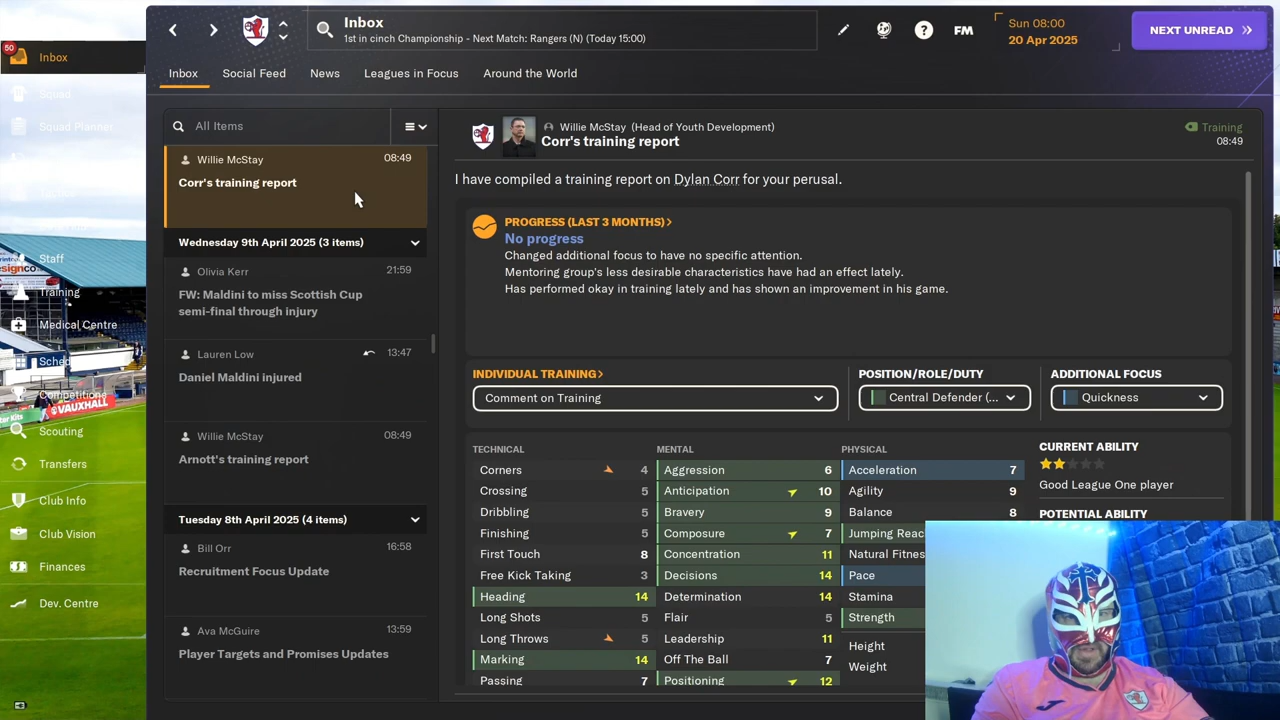 50
Inbox
Squad
Squad Planner
Staff
Training
Medical Centre
Sched
Competitions
Scouting
Transfers
Club Info
Club Vision
Finances
Dev. Centre
VAUXHALL
Inbox
1st in cinch Championship - Next Match: Rangers (N) (Today 15:00)
?
FM
Sun 08:00
20 Apr 2025
NEXT UNREAD
Inbox
Social Feed
News
Leagues in Focus
Around the World
All Items
Willie McStay
08:49
Corr's training report
Wednesday 9th April 2025 (3 items)
Olivia Kerr
21:59
FW: Maldini to miss Scottish Cup
semi-final through injury
Lauren Low
13:47
Daniel Maldini injured
Willie McStay
08:49
Arnott's training report
Tuesday 8th April 2025 (4 items)
Bill Orr
16:58
Recruitment Focus Update
Ava McGuire
13:59
Player Targets and Promises Updates
Willie McStay (Head of Youth Development)
Corr's training report
Training
08:49
I have compiled a training report on Dylan Corr for your perusal.
PROGRESS (LAST 3 MONTHS)
No progress
Changed additional focus to have no specific attention.
Mentoring group's less desirable characteristics have had an effect lately.
Has performed okay in training lately and has shown an improvement in his game.
INDIVIDUAL TRAINING
Comment on Training
POSITION/ROLE/DUTY
Central Defender (...
ADDITIONAL FOCUS
Quickness
TECHNICAL
Corners 4
Crossing 5
Dribbling 5
Finishing 5
First Touch 8
Free Kick Taking 3
Heading 14
Long Shots 5
Long Throws 5
Marking 14
Passing 7
MENTAL
Aggression 6
Anticipation 10
Bravery 9
Composure 7
Concentration 11
Decisions 14
Determination 14
Flair 5
Leadership 11
Off The Ball 7
Positioning 12
PHYSICAL
Acceleration 7
Agility 9
Balance 8
Jumping Reac
Natural Fitnes
Pace
Stamina
Strength
Height
Weight
CURRENT ABILITY
Good League One player
POTENTIAL ABILITY